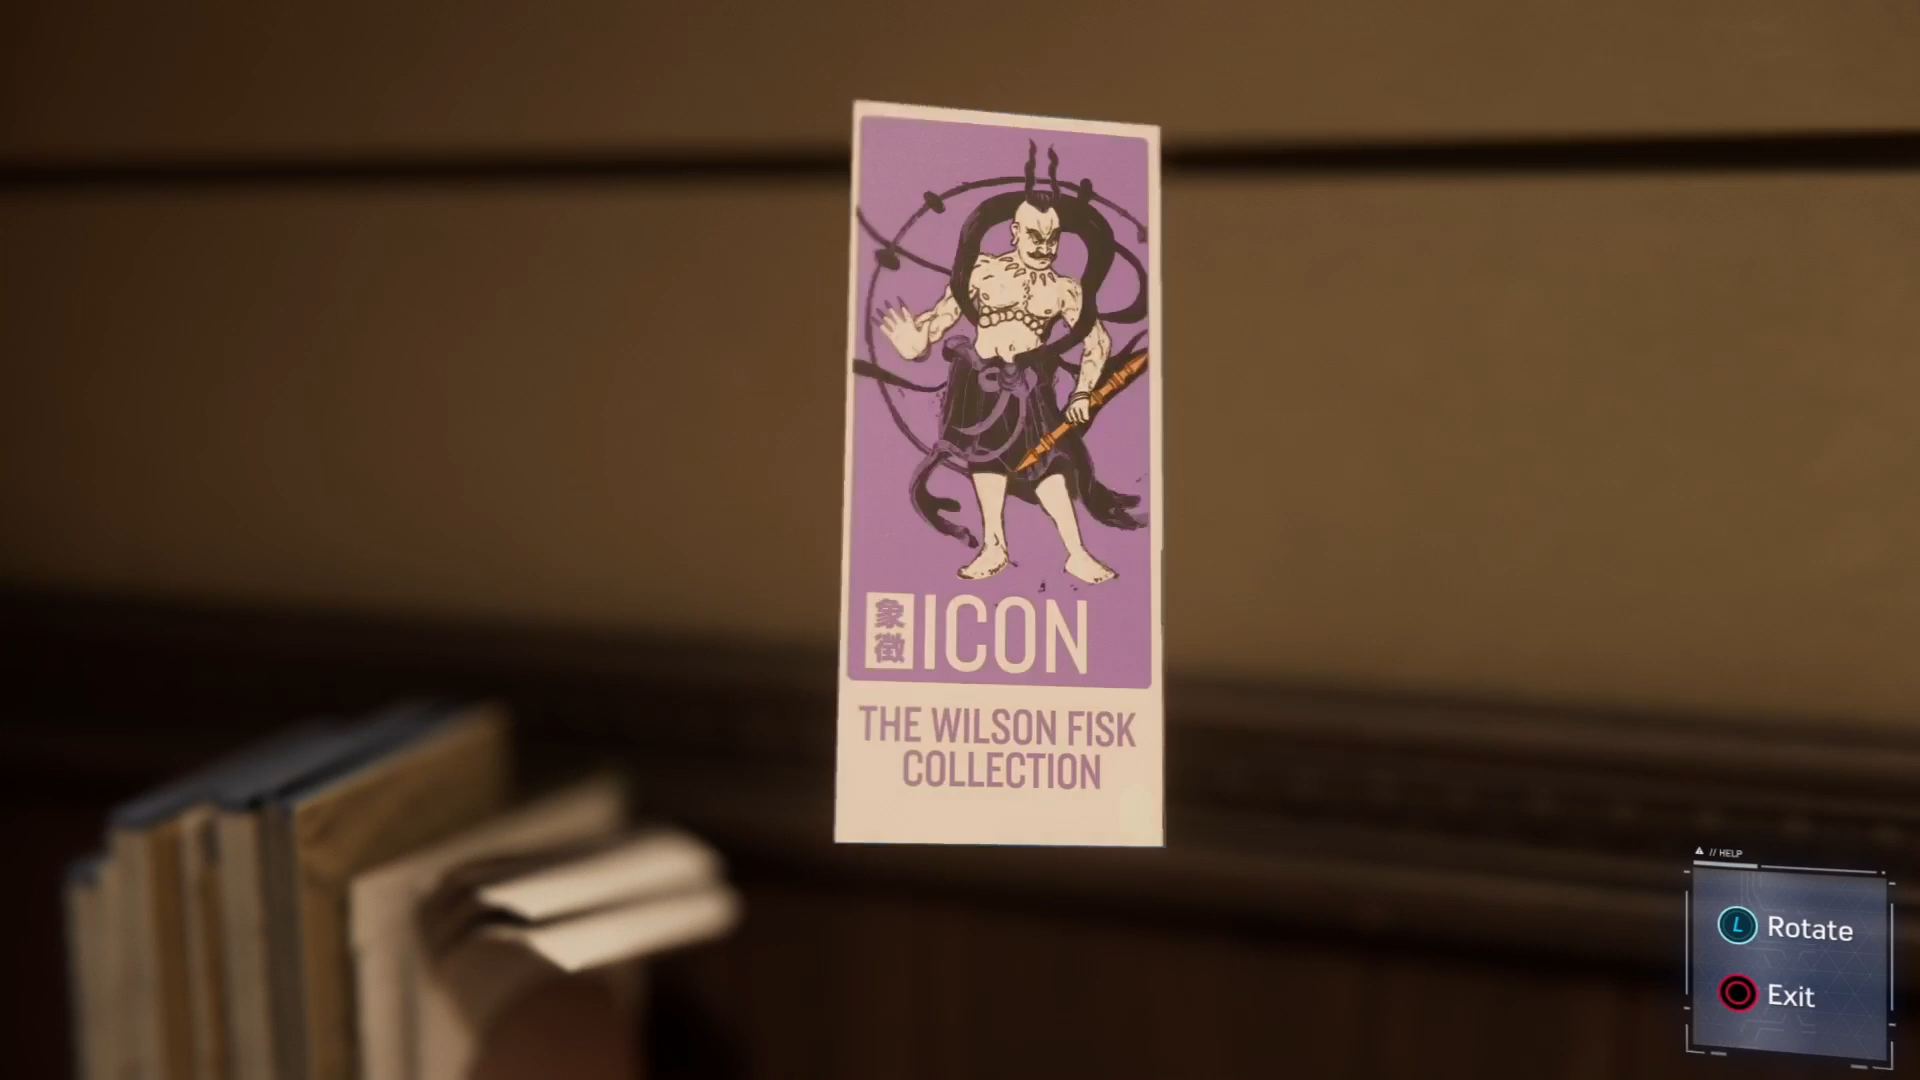 象徵
ICON
THE WILSON FISK
COLLECTION
// HELP
L Rotate
Exit